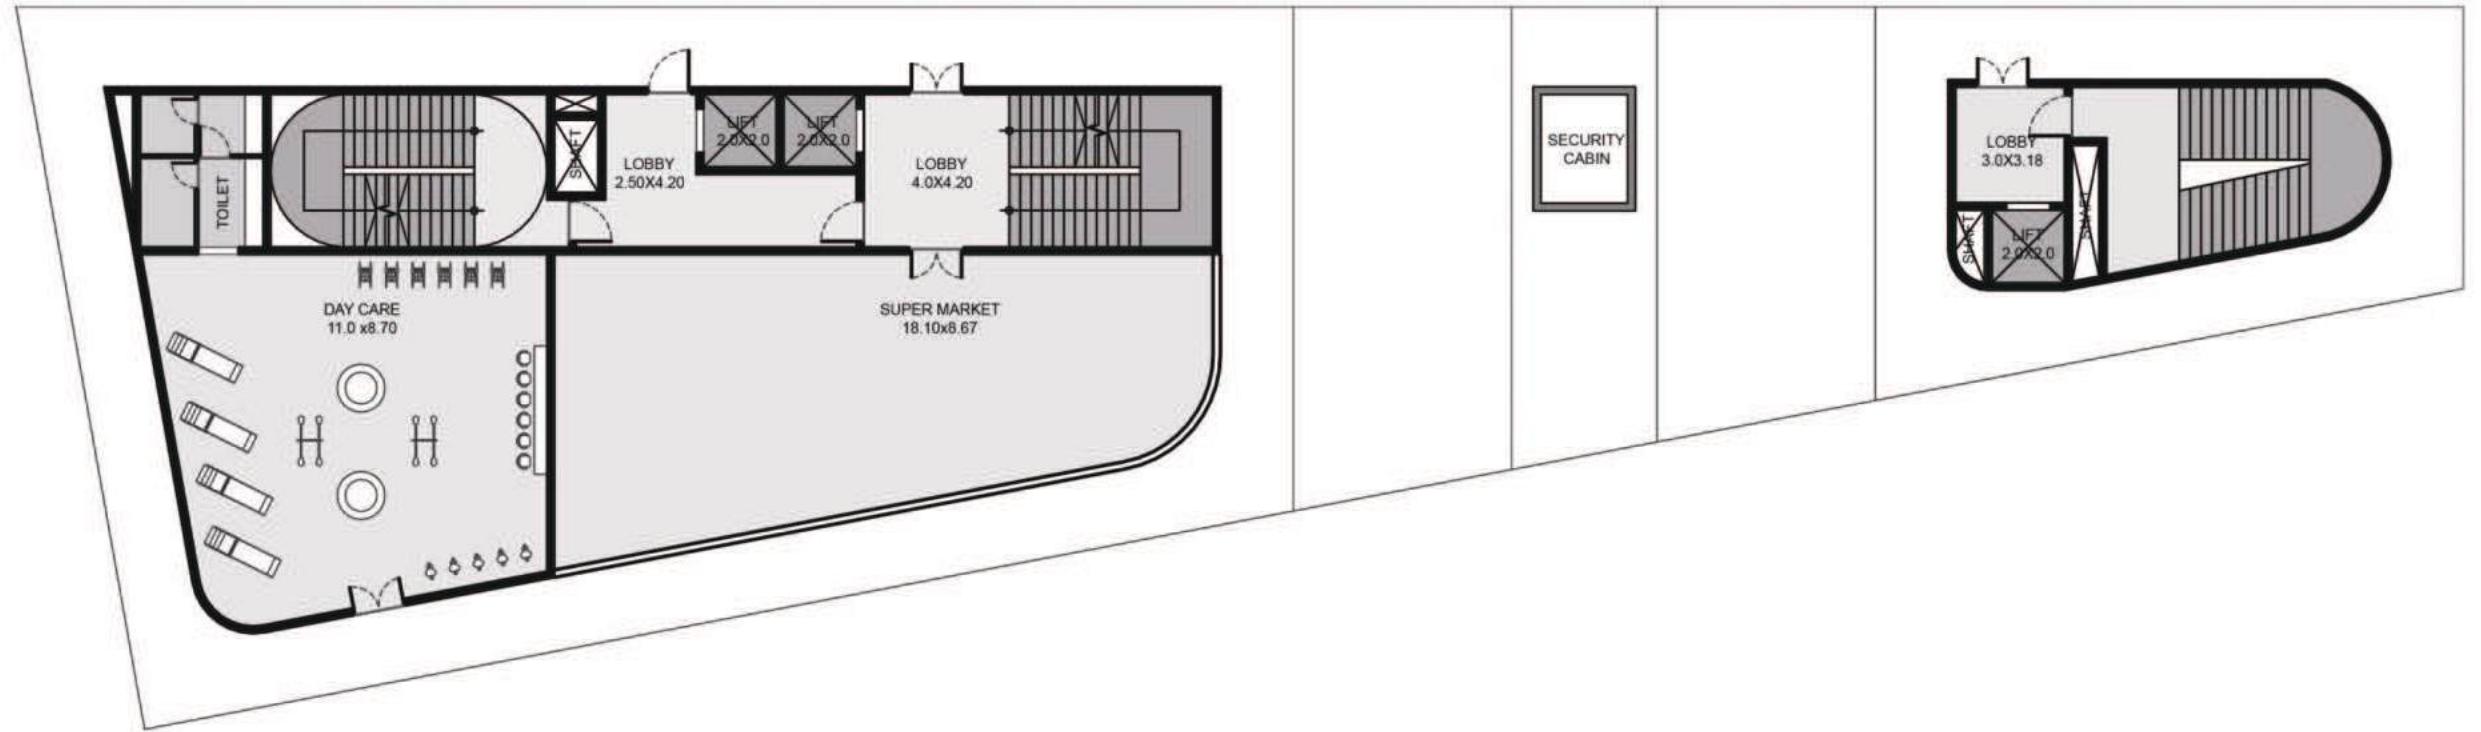 TOILET
SHAFT
LOBBY
2.50X4.20
LIFT
2.0X2.0
LIFT
2.0X2.0
LOBBY
4.0X4.20
SECURITY
CABIN
LOBBY
3.0X3.18
SHAFT
LIFT
2.0X2.0
SHAFT
DAY CARE
11.0 x8.70
SUPER MARKET
18.10x8.67